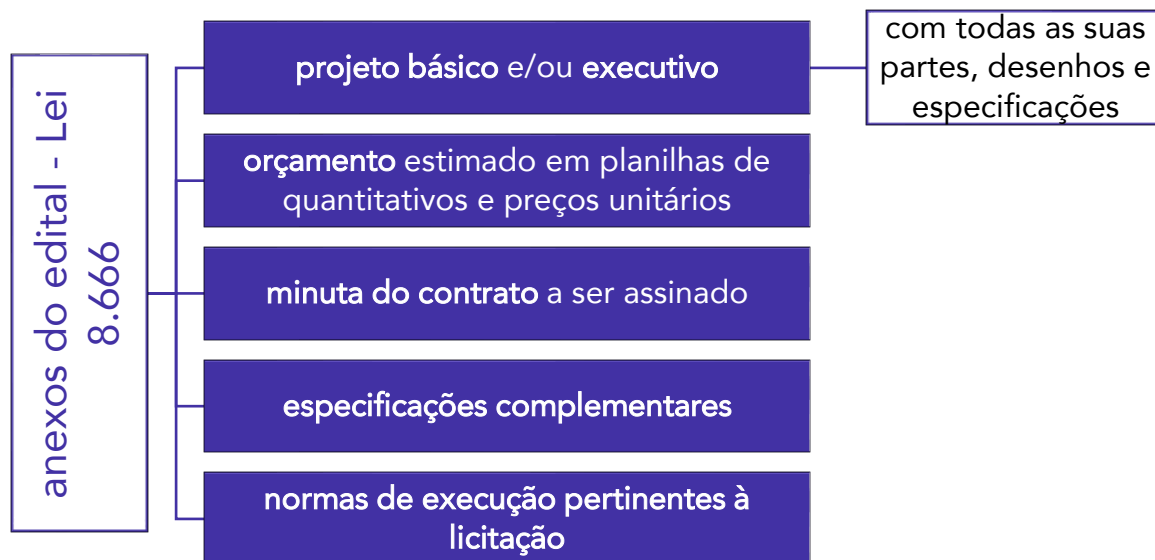 anexos do edital - Lei
8.666
projeto básico e/ou executivo
com todas as suas
partes, desenhos e
especificações
orçamento estimado em planilhas de
quantitativos e preços unitários
minuta do contrato a ser assinado
especificações complementares
normas de execução pertinentes à
licitação